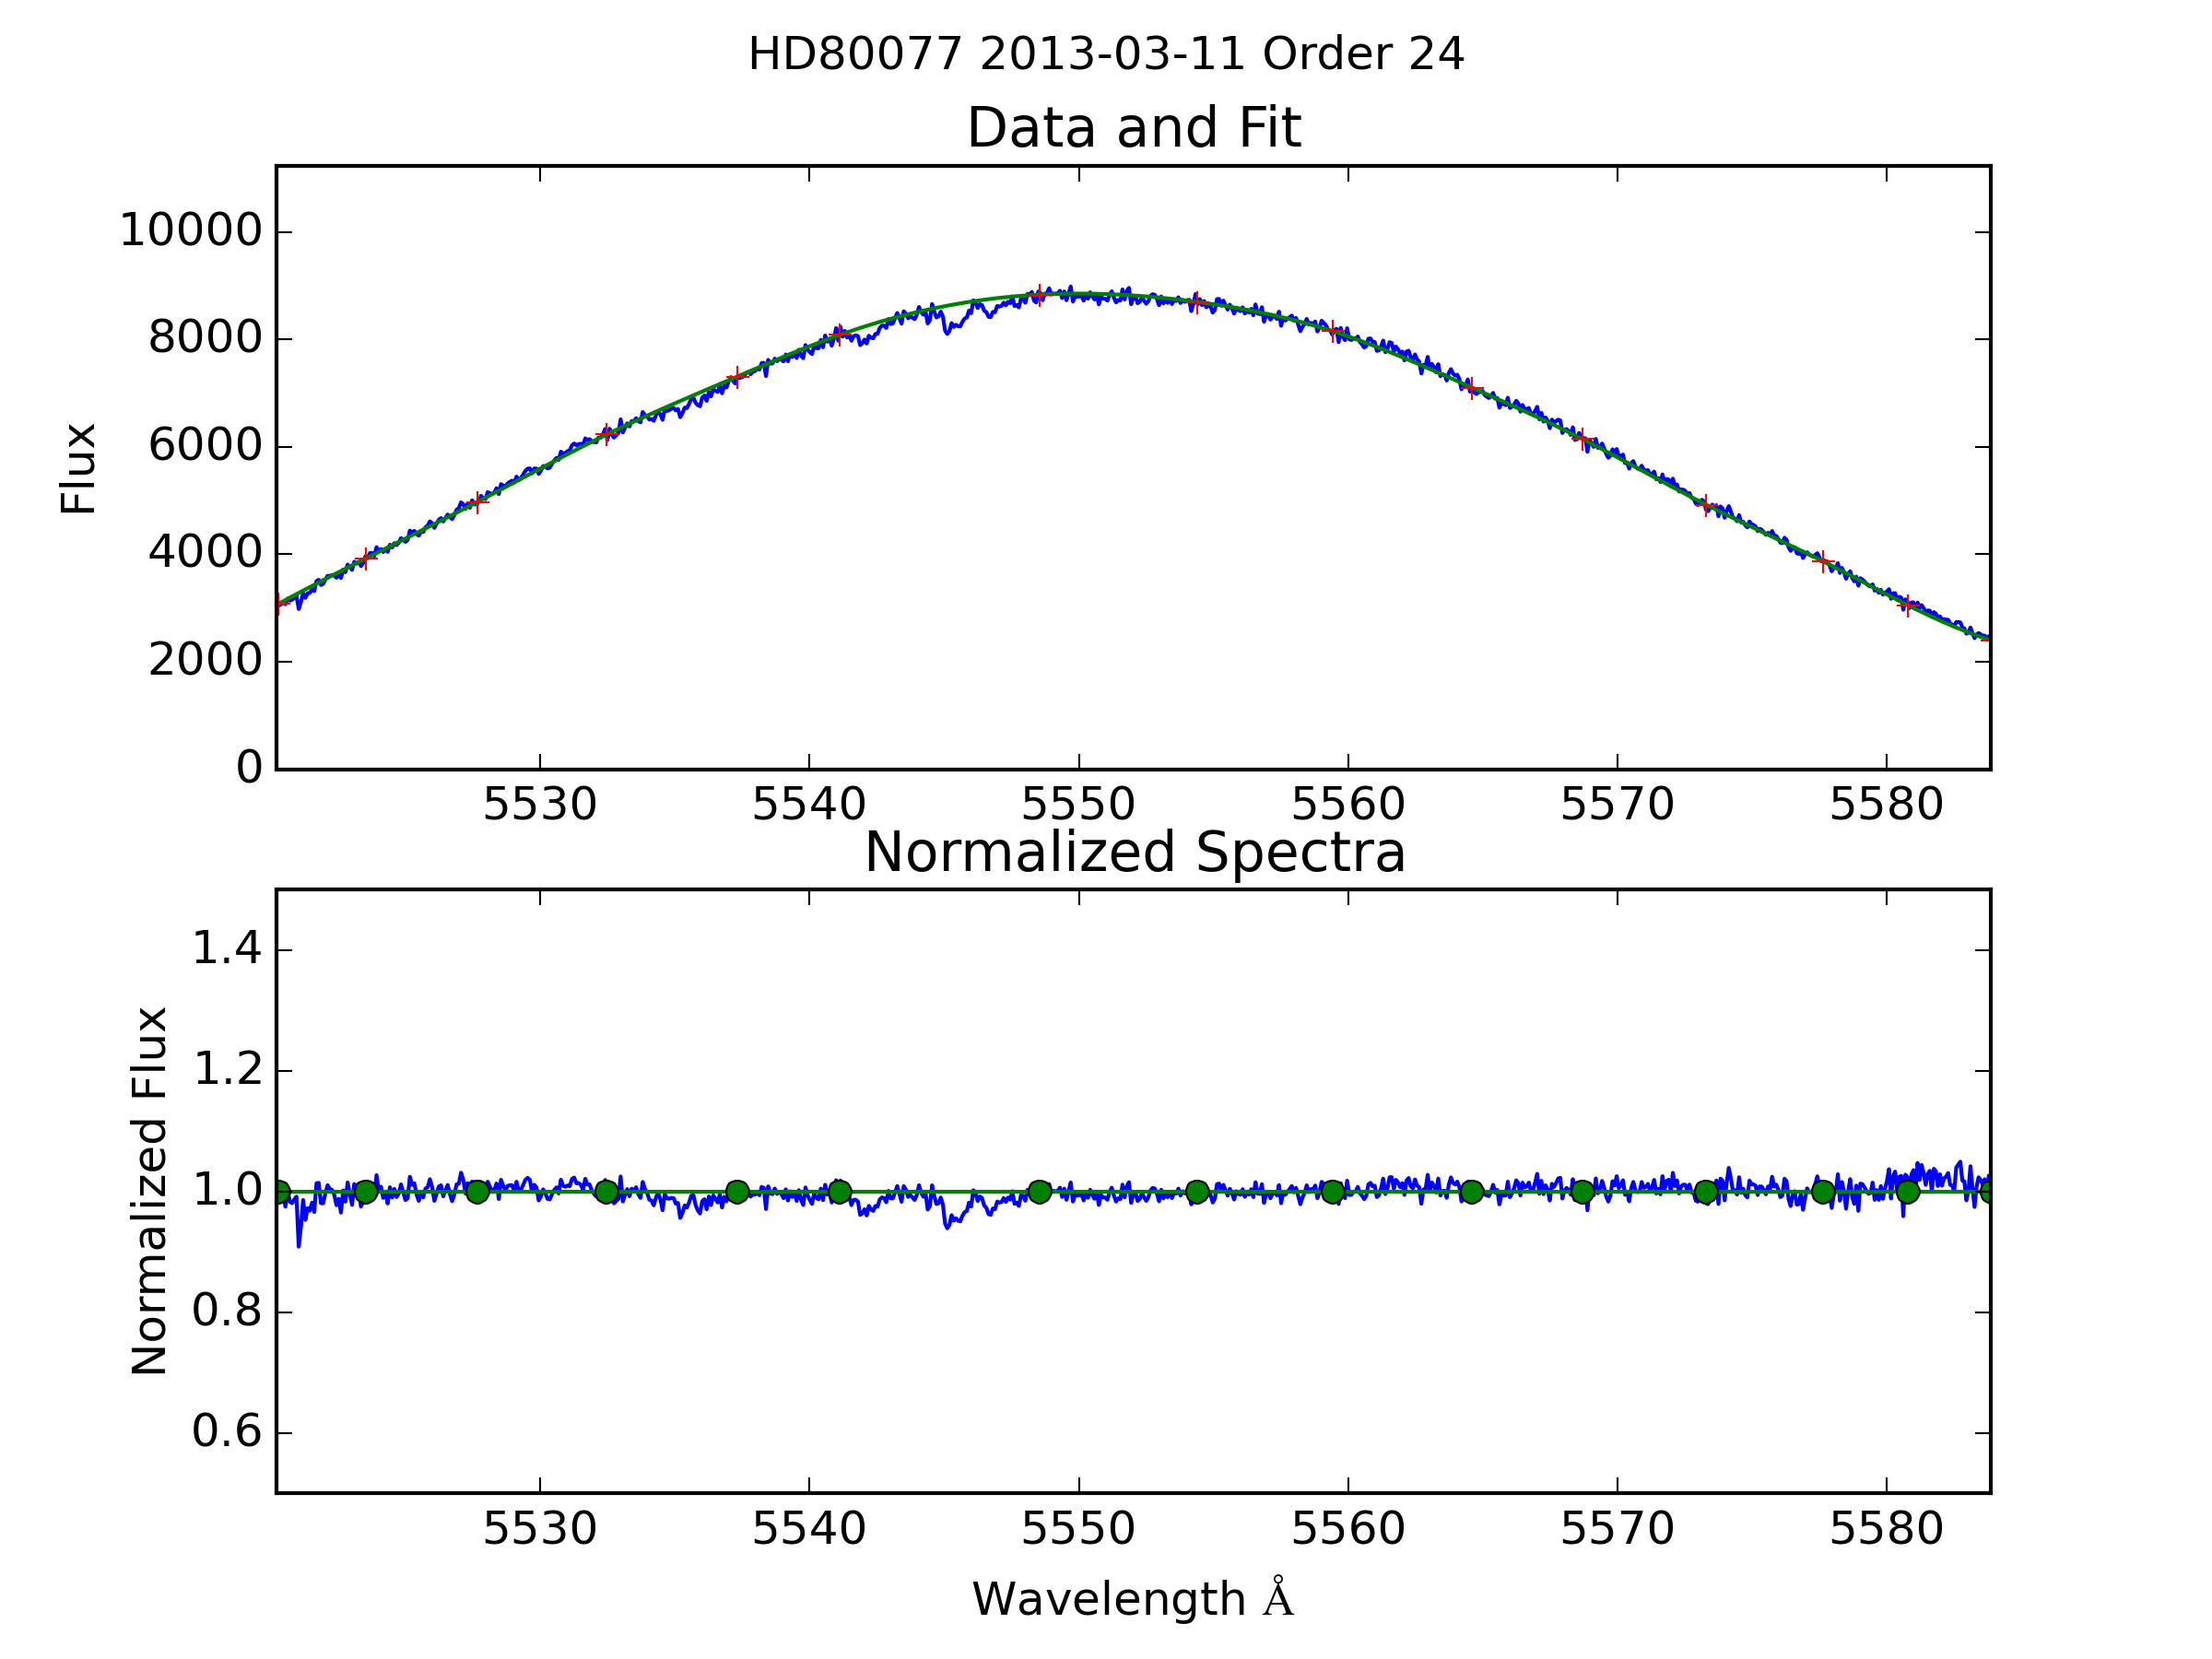 HD80077 2013-03-11 Order 24
Data and Fit
Flux
10000
8000
6000
4000
2000
0
5530 5540 5550 5560 5570 5580
Normalized Spectra
Normalized Flux
1.4
1.2
1.0
0.8
0.6
5530 5540 5550 5560 5570 5580
Wavelength Å